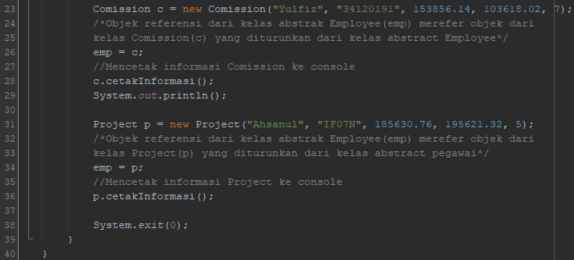 23 Comission c = new Comission("Yulfiz", "34120191", 153856.14, 103618.02, 7);
24 /*Objek referensi dari kelas abstrak Employee(emp) merefer objek dari
25 kelas Comission(c) yang diturunkan dari kelas abstract Employee*/
26 emp = c;
27 //Mencetak informasi Comission ke console
28 c.cetakInformasi();
29 System.out.println();
30
31 Project p = new Project("Ahsanul", "IF07N", 185630.76, 195621.32, 5);
32 /*Objek referensi dari kelas abstrak Employee(emp) merefer objek dari
33 kelas Project(p) yang diturunkan dari kelas abstract pegawai*/
34 emp = p;
35 //Mencetak informasi Project ke console
36 p.cetakInformasi();
37
38 System.exit(0);
39 }
40 }